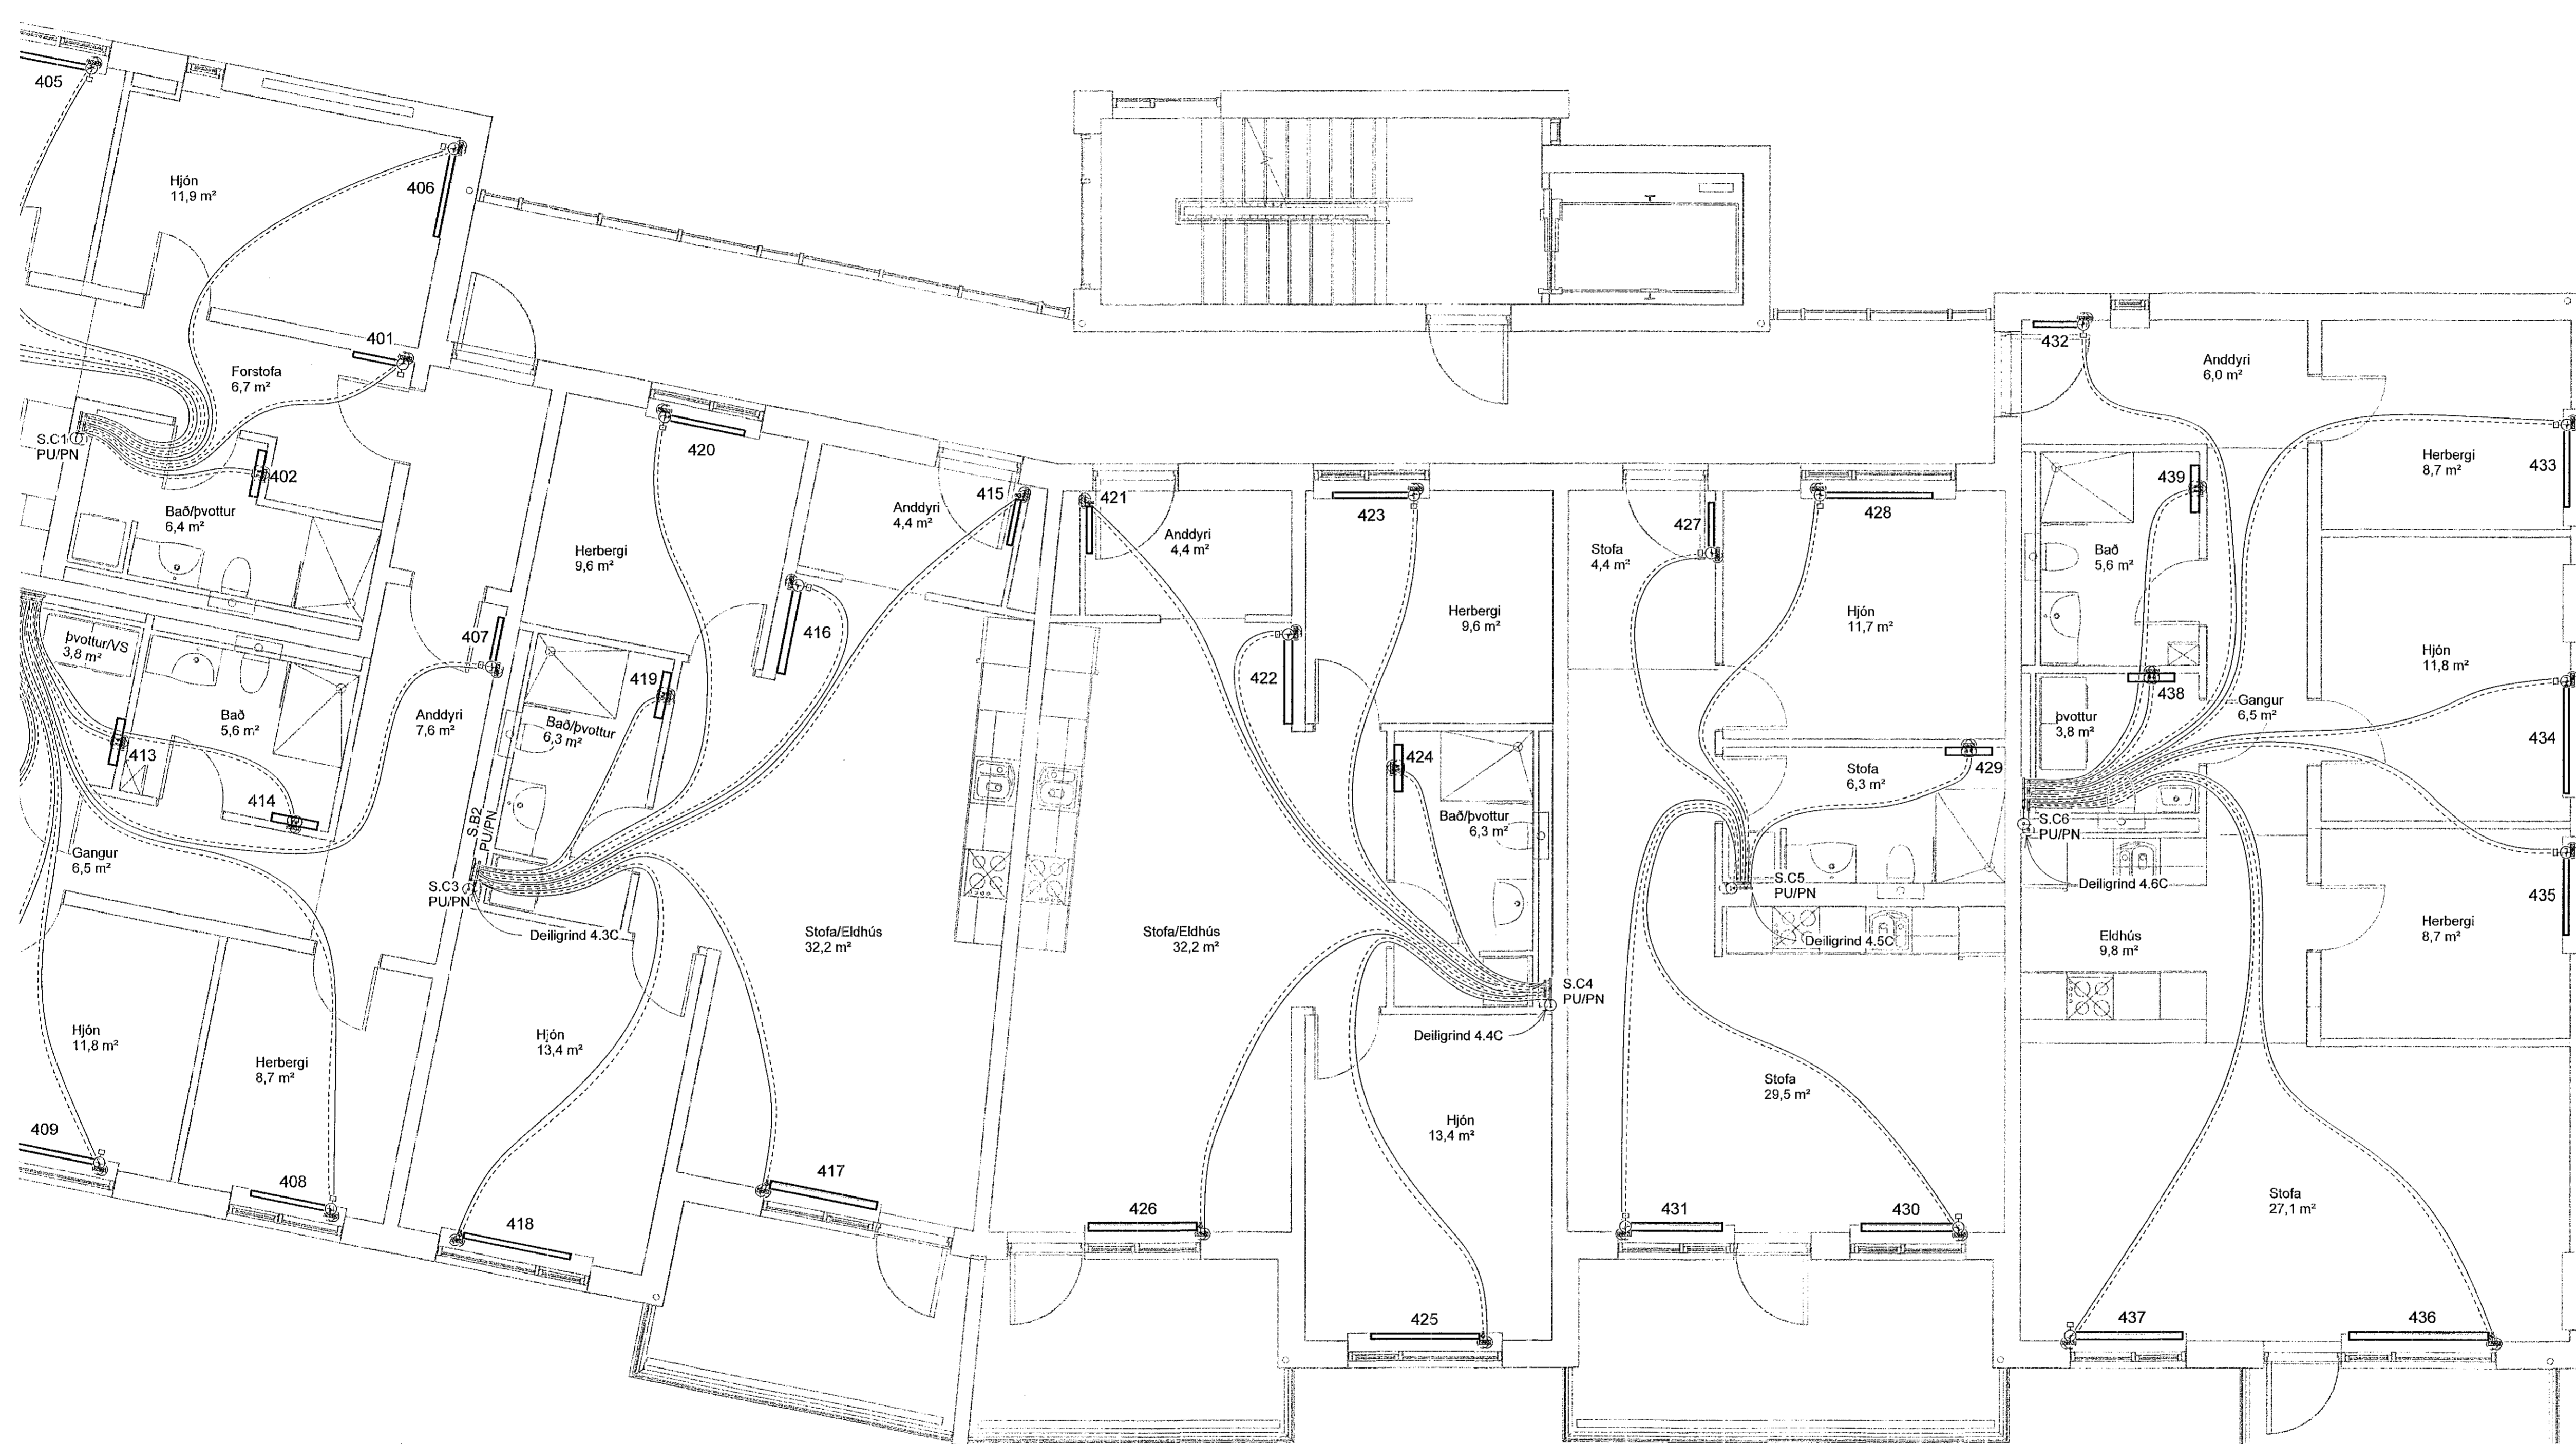 405
Hjón
11,9 m²
406
401
Forstofa
6,7 m²
S.C1
PU/PN
402
Bað/þvottur
6,4 m²
þvottur/VS
3,8 m²
407
413
Bað
5,6 m²
Anddyri
7,6 m²
414
Gangur
6,5 m²
Hjón
11,8 m²
Herbergi
8,7 m²
409
408
420
Herbergi
9,6 m²
Anddyri
4,4 m²
415
416
419
Bað/þvottur
6,3 m²
S.B2
PU/PN
S.C3
PU/PN
Deiligrind 4.3C
Stofa/Eldhús
32,2 m²
Hjón
13,4 m²
417
418
421
Anddyri
4,4 m²
423
Herbergi
9,6 m²
422
424
Bað/þvottur
6,3 m²
Stofa/Eldhús
32,2 m²
S.C4
PU/PN
Deiligrind 4.4C
Hjón
13,4 m²
426
425
427
428
Stofa
4,4 m²
Hjón
11,7 m²
Stofa
6,3 m²
429
S.C5
PU/PN
Deiligrind 4.5C
Stofa
29,5 m²
431
430
432
Anddyri
6,0 m²
439
Herbergi
8,7 m²
433
Bað
5,6 m²
438
Hjón
11,8 m²
Gangur
6,5 m²
þvottur
3,8 m²
434
S.C6
PU/PN
Deiligrind 4.6C
435
Herbergi
8,7 m²
Eldhús
9,8 m²
Stofa
27,1 m²
437
436